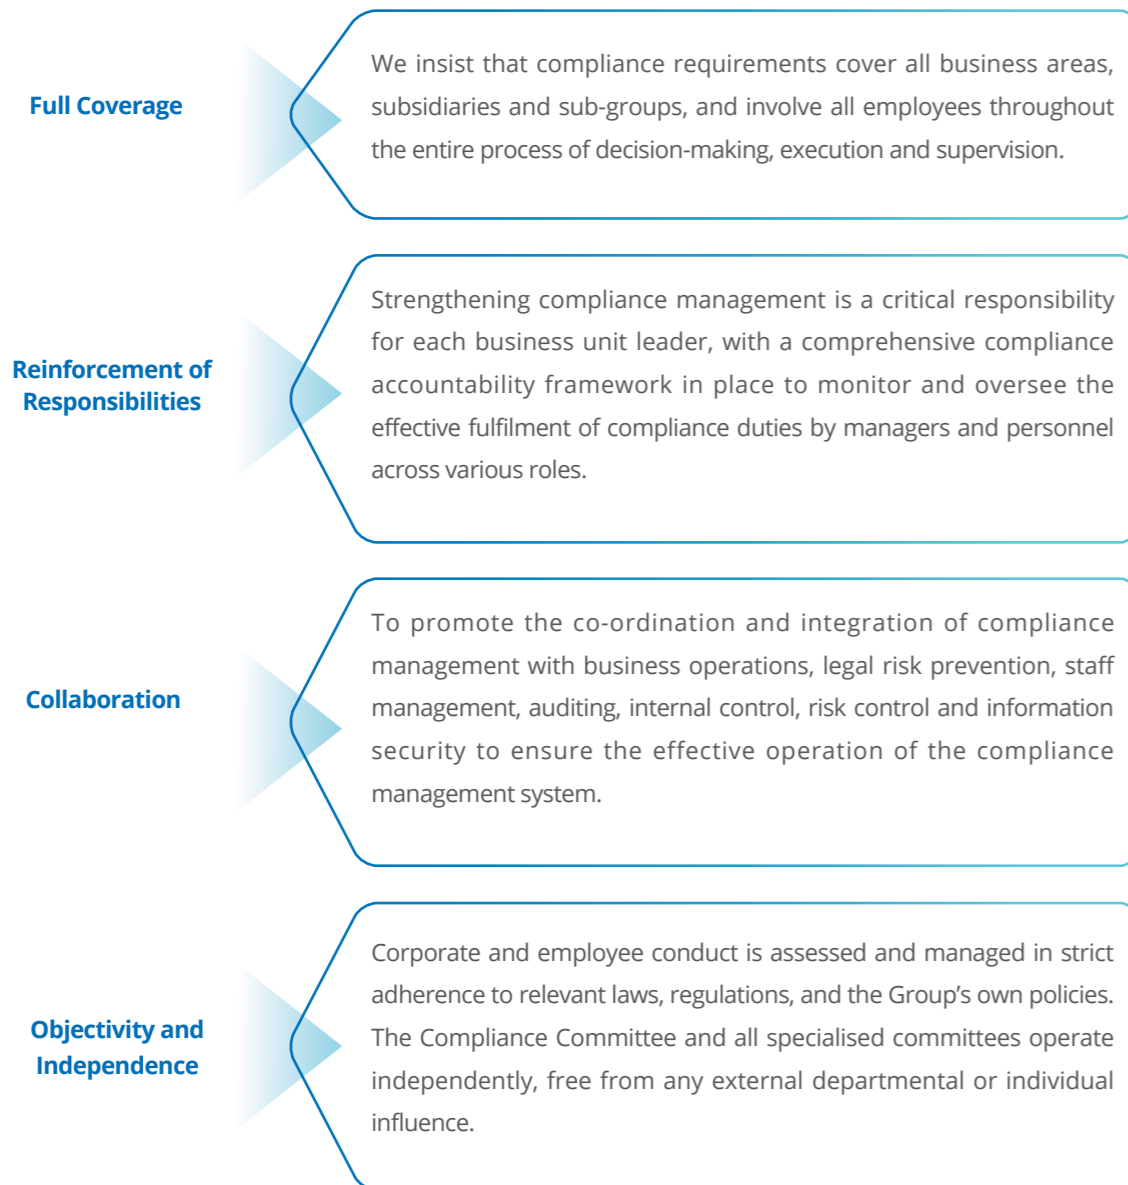 Full Coverage
We insist that compliance requirements cover all business areas,
subsidiaries and sub-groups, and involve all employees throughout
the entire process of decision-making, execution and supervision.
Reinforcement of
Responsibilities
Strengthening compliance management is a critical responsibility
for each business unit leader, with a comprehensive compliance
accountability framework in place to monitor and oversee the
effective fulfilment of compliance duties by managers and personnel
across various roles.
Collaboration
To promote the co-ordination and integration of compliance
management with business operations, legal risk prevention, staff
management, auditing, internal control, risk control and information
security to ensure the effective operation of the compliance
management system.
Objectivity and
Independence
Corporate and employee conduct is assessed and managed in strict
adherence to relevant laws, regulations, and the Group’s own policies.
The Compliance Committee and all specialised committees operate
independently, free from any external departmental or individual
influence.